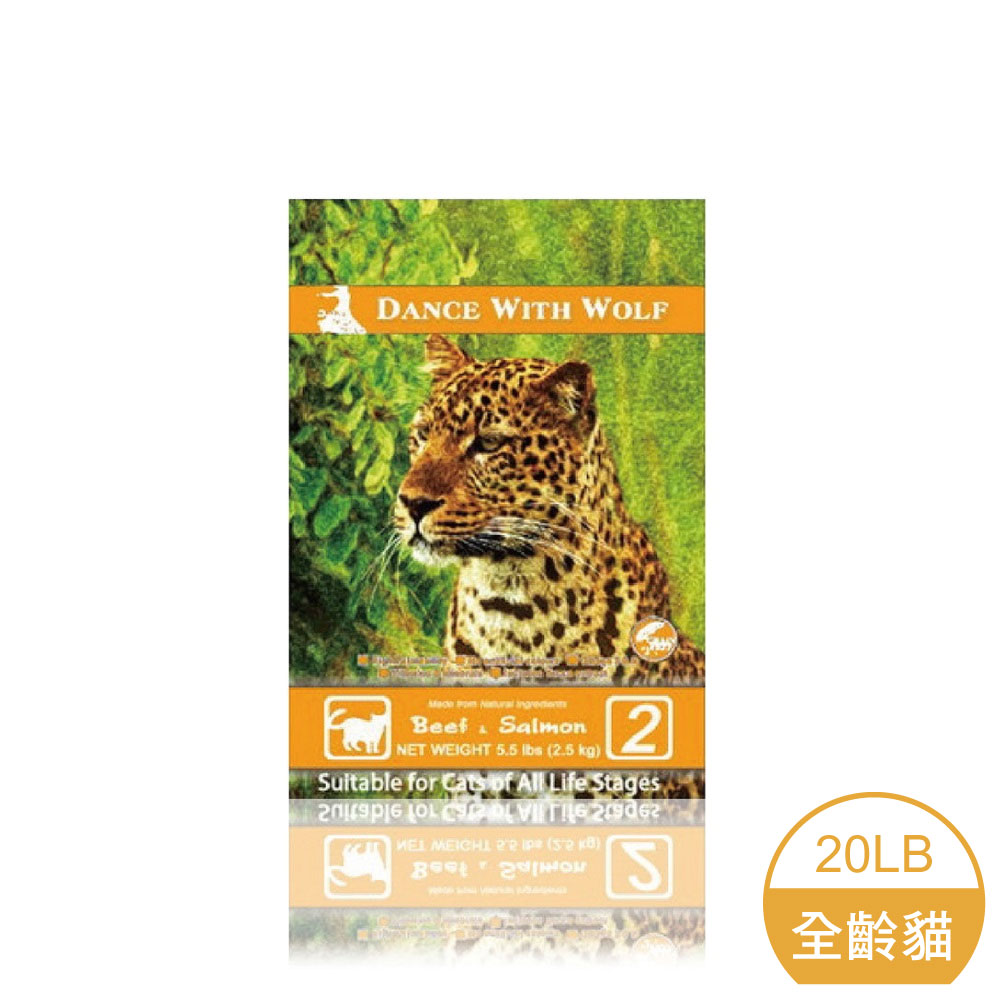 DANCE WITH WOLF
Made from Natural Ingredients
Beef & Salmon
NET WEIGHT 5.5 lbs (2.5 kg)
2
Suitable for Cats of All Life Stages
20LB
全齡貓